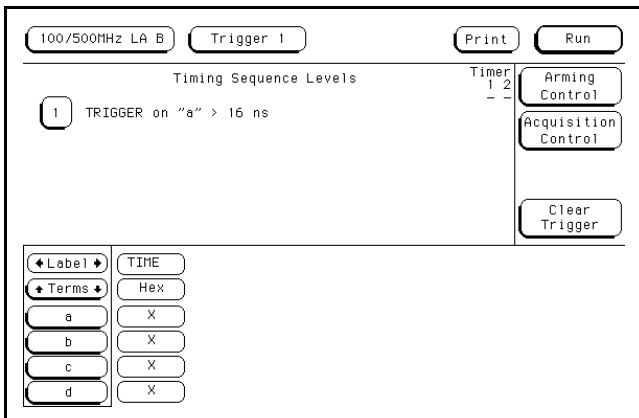 100/500MHz LA B Trigger 1 Print Run
Timing Sequence Levels
Timer
1 2
- -
1 TRIGGER on "a" > 16 ns
Arming
Control
Acquisition
Control
Clear
Trigger
Label TIME
Terms Hex
a X
b X
c X
d X